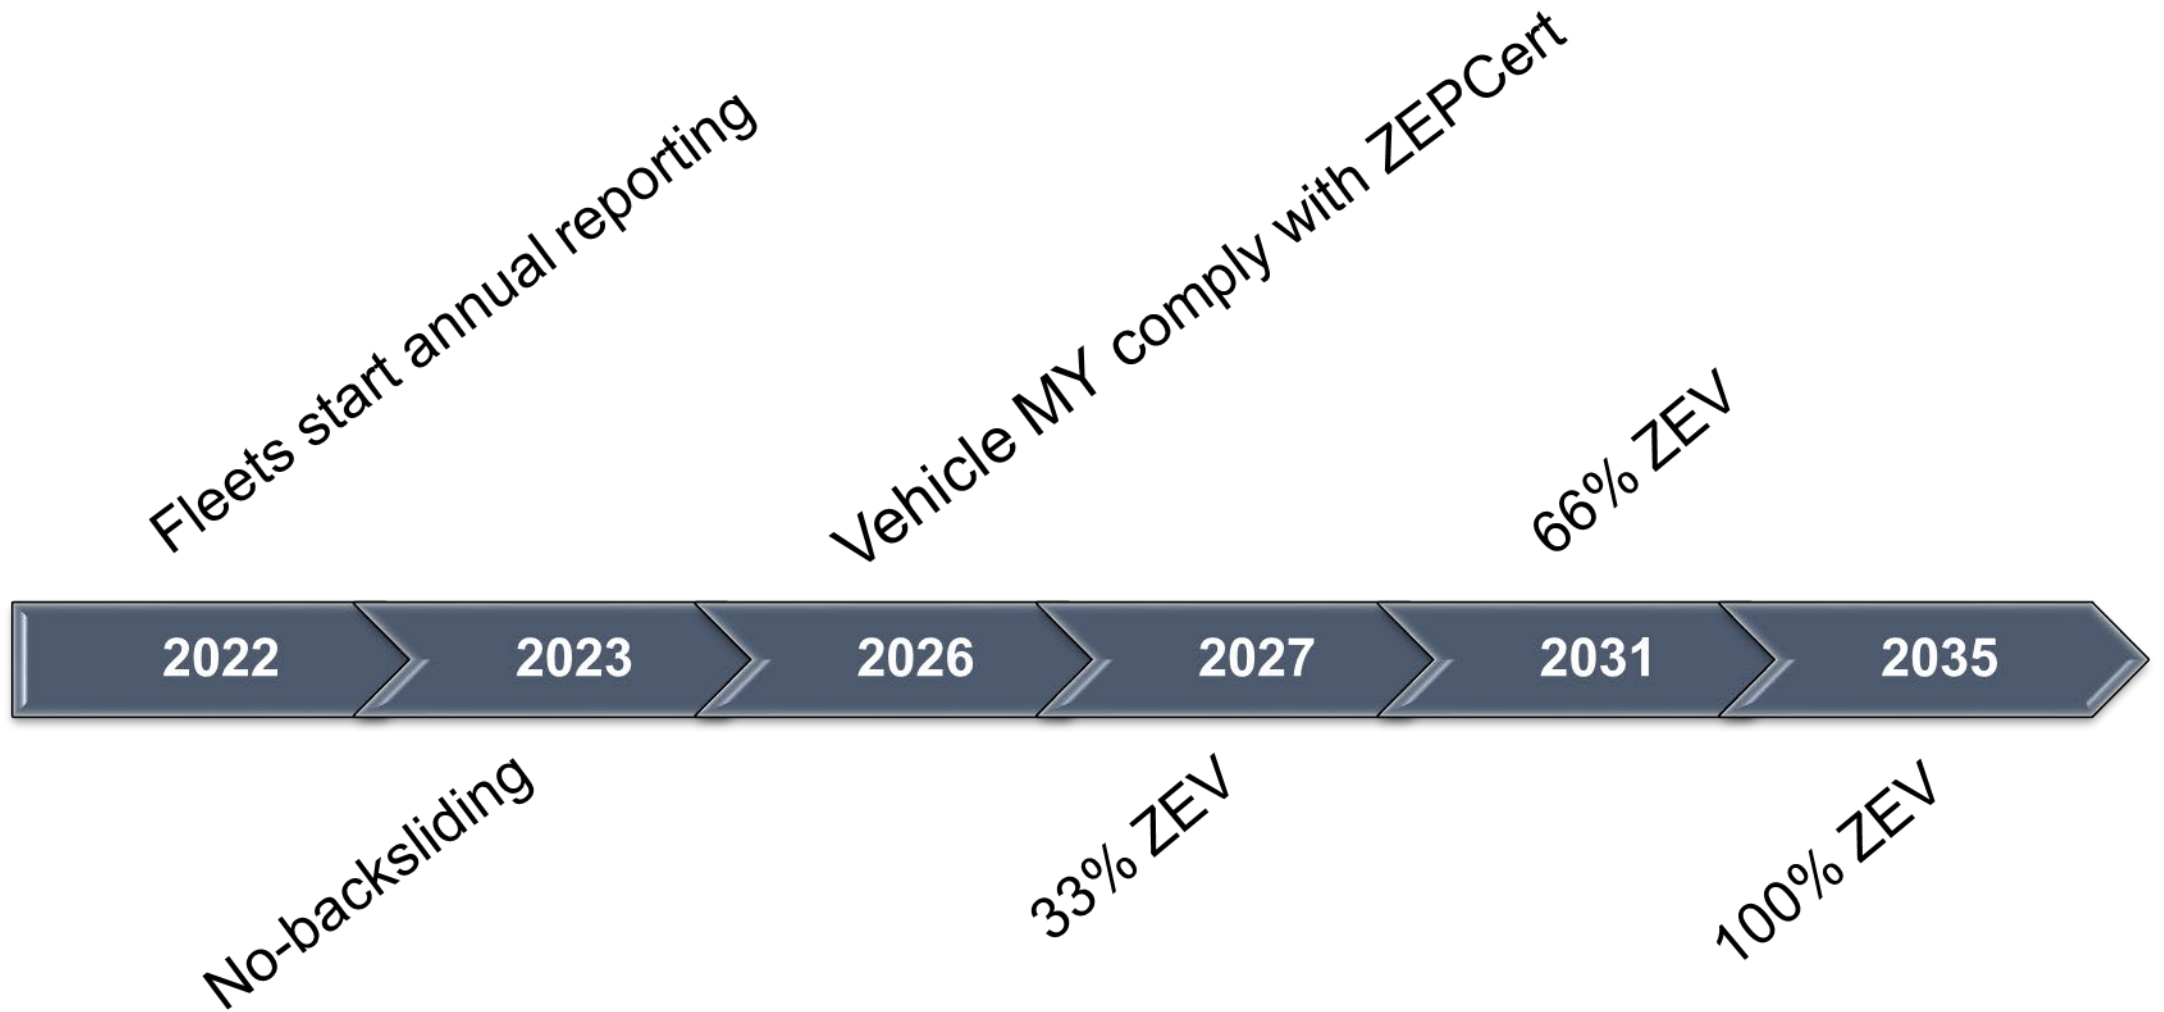 Fleets start annual reporting
Vehicle MY comply with ZEPCert
66% ZEV
2022
2023
2026
2027
2031
2035
No-backsliding
33% ZEV
100% ZEV